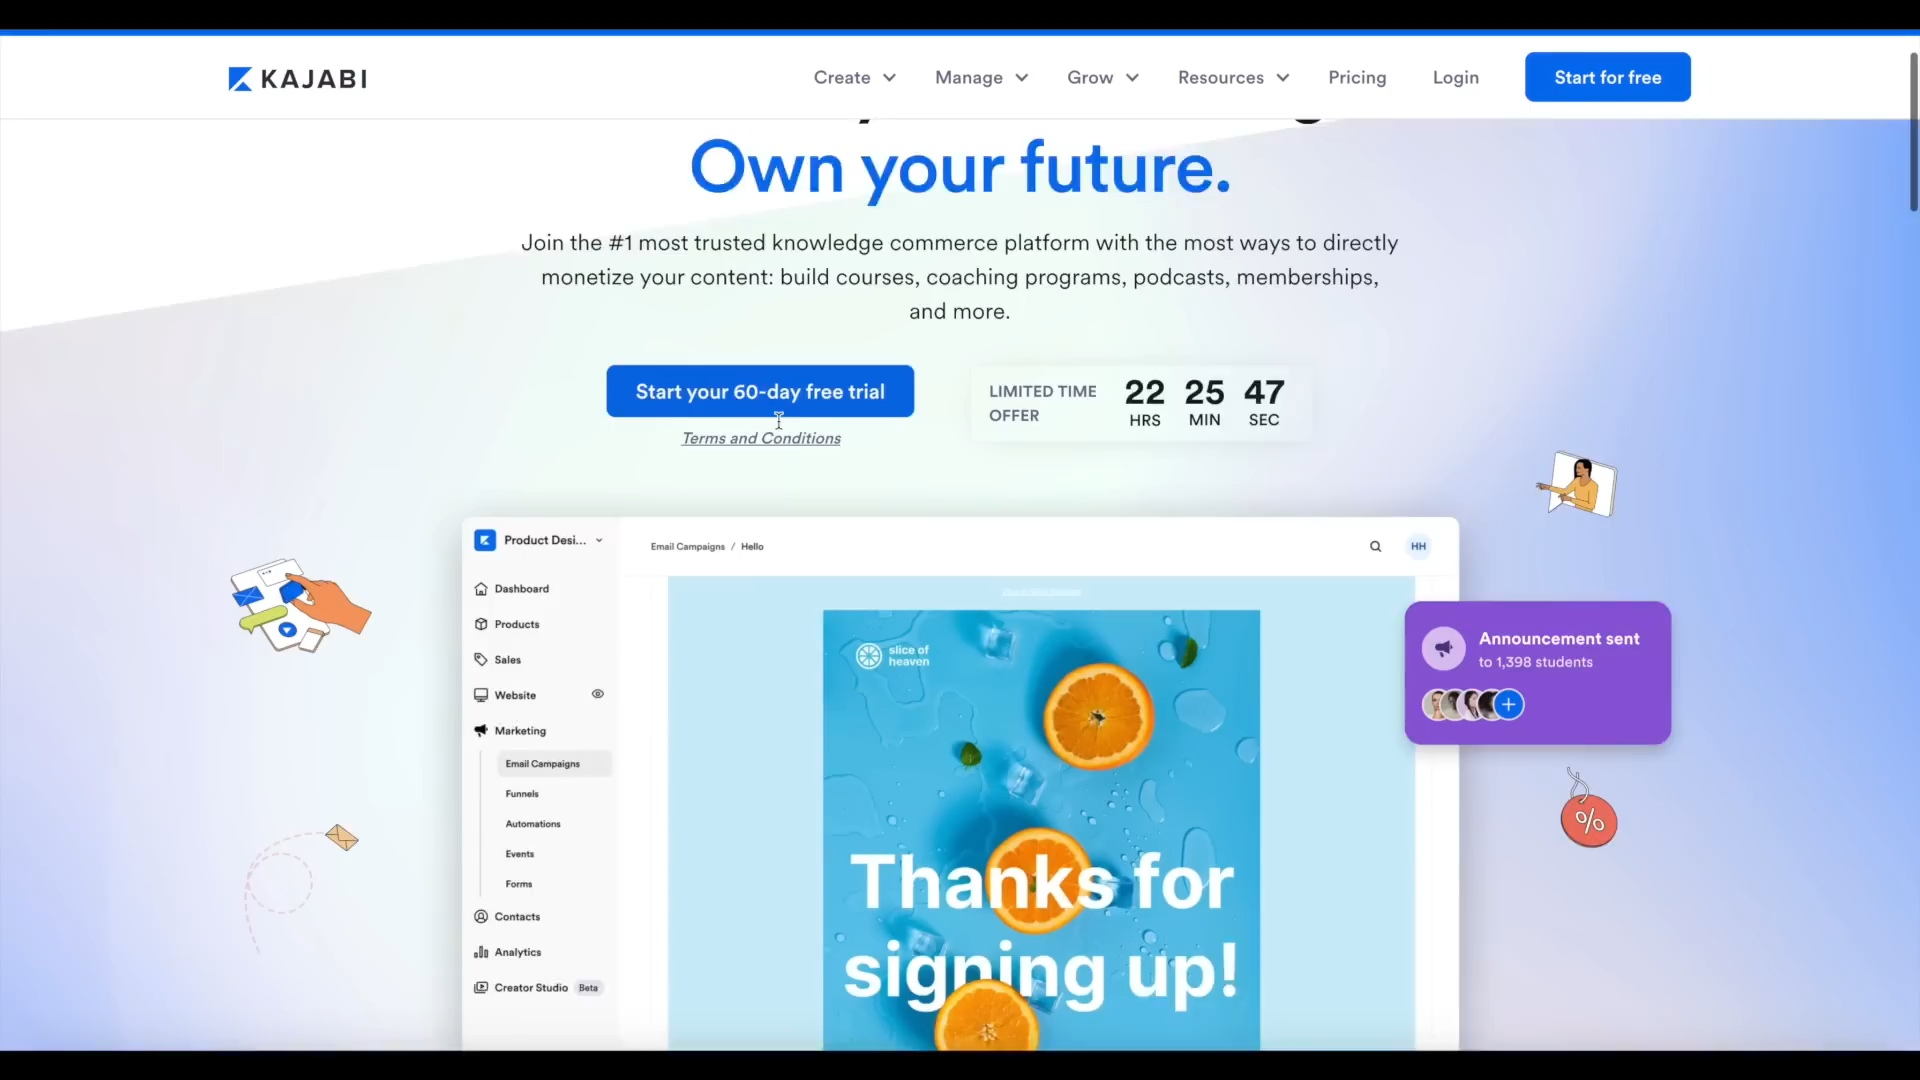 KAJABI
Create
Manage
Grow
Resources
Pricing
Login
Start for free
Own your future.
Join the #1 most trusted knowledge commerce platform with the most ways to directly
monetize your content: build courses, coaching programs, podcasts, memberships,
and more.
Start your 60-day free trial
Terms and Conditions
LIMITED TIME
OFFER
22 25 47
HRS MIN SEC
Product Desi...
Email Campaigns / Hello
HH
Dashboard
Products
Sales
Website
Marketing
Email Campaigns
Funnels
Automations
Events
Forms
Contacts
Analytics
Creator Studio Beta
slice of
heaven
Thanks for
signing up!
Announcement sent
to 1,398 students
%